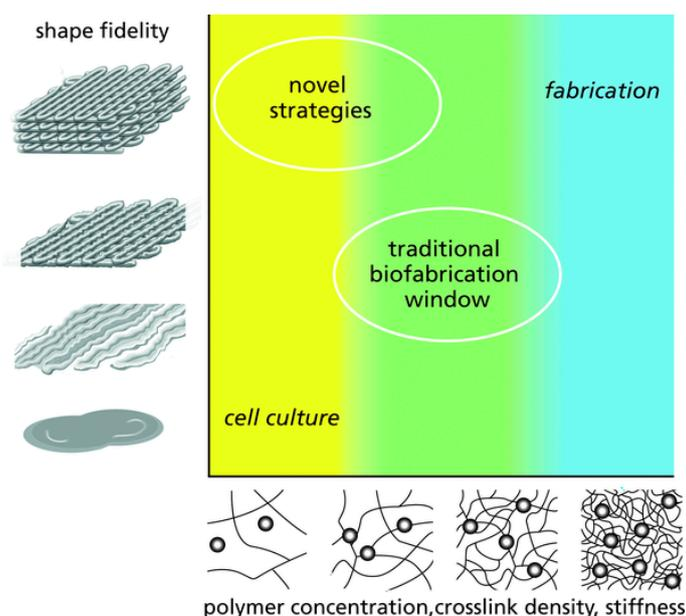 shape fidelity
novel
strategies
fabrication
traditional
biofabrication
window
cell culture
polymer concentration,crosslink density, stiffness